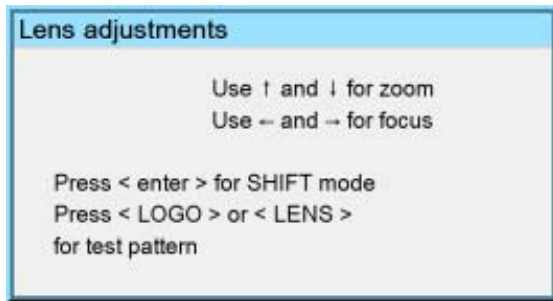 Lens adjustments
Use ↑ and ↓ for zoom
Use ← and → for focus
Press < enter > for SHIFT mode
Press < LOGO > or < LENS >
for test pattern